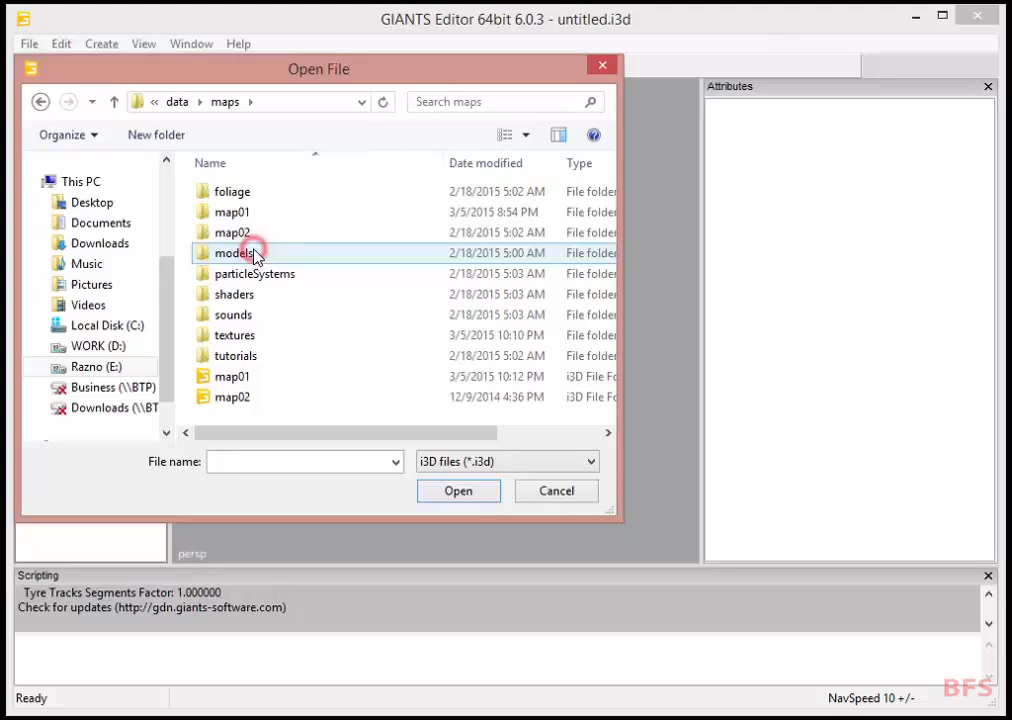 GIANTS Editor 64bit 6.0.3 - untitled.i3d
File Edit Create View Window Help
Open File
« data maps
Search maps
Organize New folder
Name Date modified Type
This PC
Desktop
Documents
Downloads
Music
Pictures
Videos
Local Disk (C:)
WORK (D:)
Razno (E:)
Business (\\BTP)
Downloads (\\BT
foliage 2/18/2015 5:02 AM File folder
map01 3/5/2015 8:54 PM File folder
map02 2/18/2015 5:02 AM File folder
models 2/18/2015 5:00 AM File folder
particleSystems 2/18/2015 5:03 AM File folder
shaders 2/18/2015 5:03 AM File folder
sounds 2/18/2015 5:03 AM File folder
textures 3/5/2015 10:10 PM File folder
tutorials 2/18/2015 5:02 AM File folder
map01 3/5/2015 10:12 PM i3D File Fo
map02 12/9/2014 4:36 PM i3D File Fo
File name: i3D files (*.i3d)
Open Cancel
Attributes
persp
Scripting
Tyre Tracks Segments Factor: 1.000000
Check for updates (http://gdn.giants-software.com)
Ready
NavSpeed 10 +/-
BFS